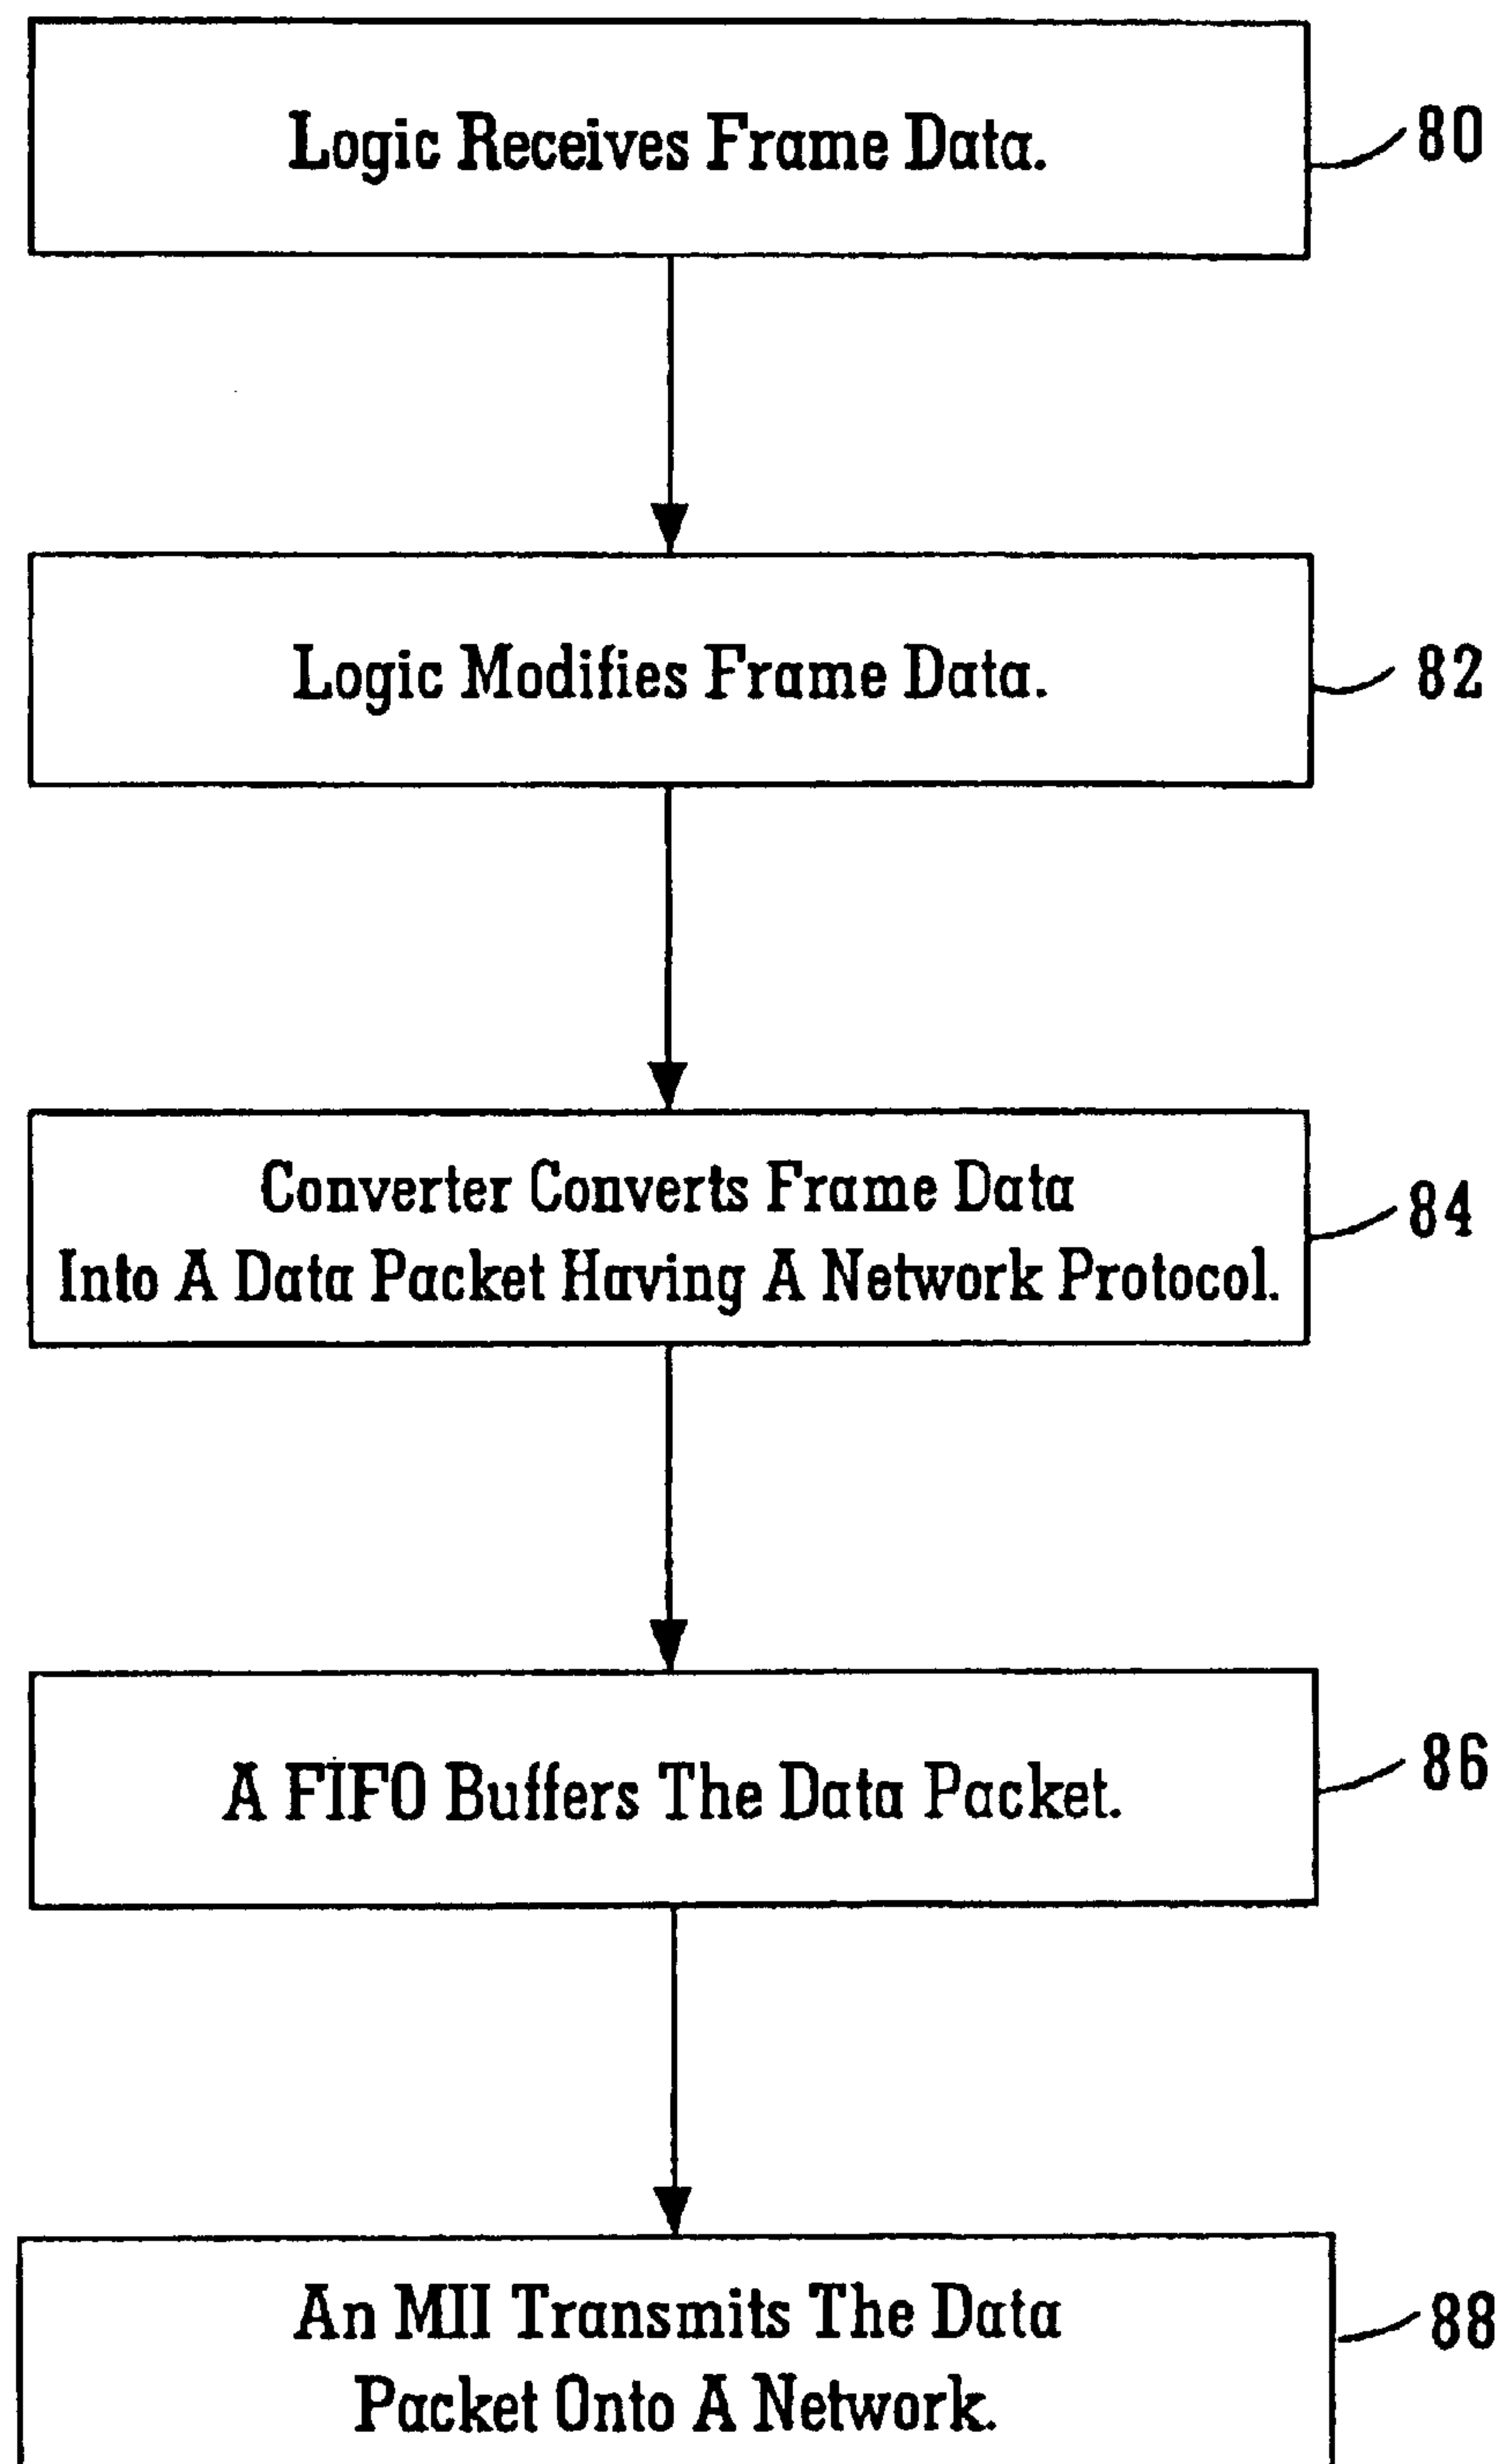 Logic Receives Frame Data.
80
Logic Modifies Frame Data.
82
Converter Converts Frame Data
Into A Data Packet Having A Network Protocol.
84
A FIFO Buffers The Data Packet.
86
An MII Transmits The Data
Packet Onto A Network.
88